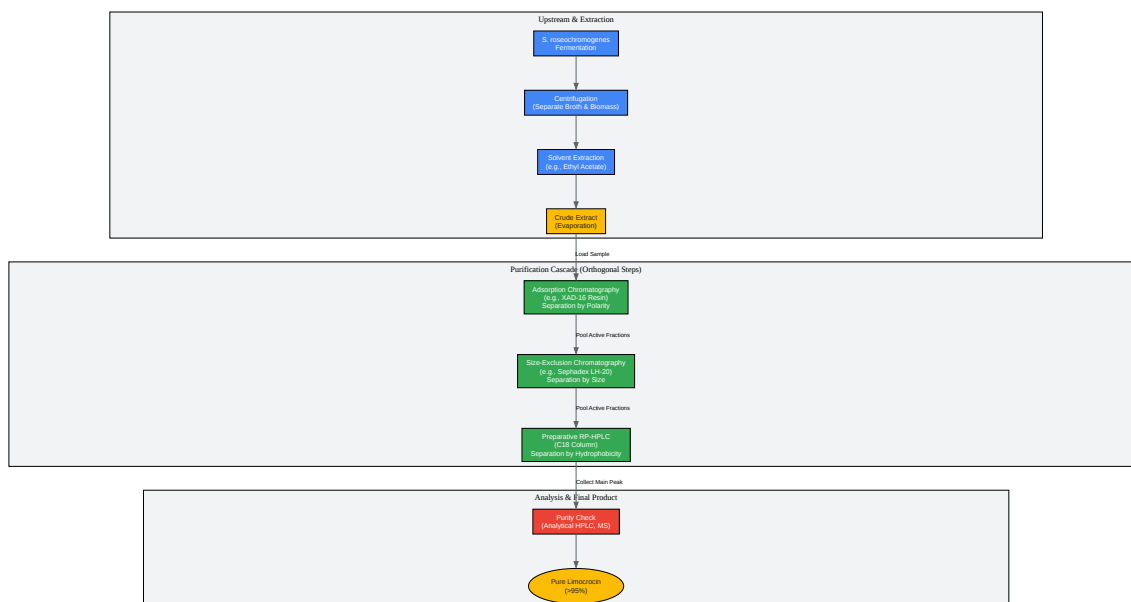 Upstream & Extraction
S. roseochromogenes
Fermentation
Centrifugation
(Separate Broth & Biomass)
Solvent Extraction
(e.g., Ethyl Acetate)
Crude Extract
(Evaporation)
Load Sample
Purification Cascade (Orthogonal Steps)
Adsorption Chromatography
(e.g., XAD-16 Resin)
Separation by Polarity
Pool Active Fractions
Size-Exclusion Chromatography
(e.g., Sephadex LH-20)
Separation by Size
Pool Active Fractions
Preparative RP-HPLC
(C18 Column)
Separation by Hydrophobicity
Collect Main Peak
Analysis & Final Product
Purity Check
(Analytical HPLC, MS)
Pure Limocrocin
(>95%)